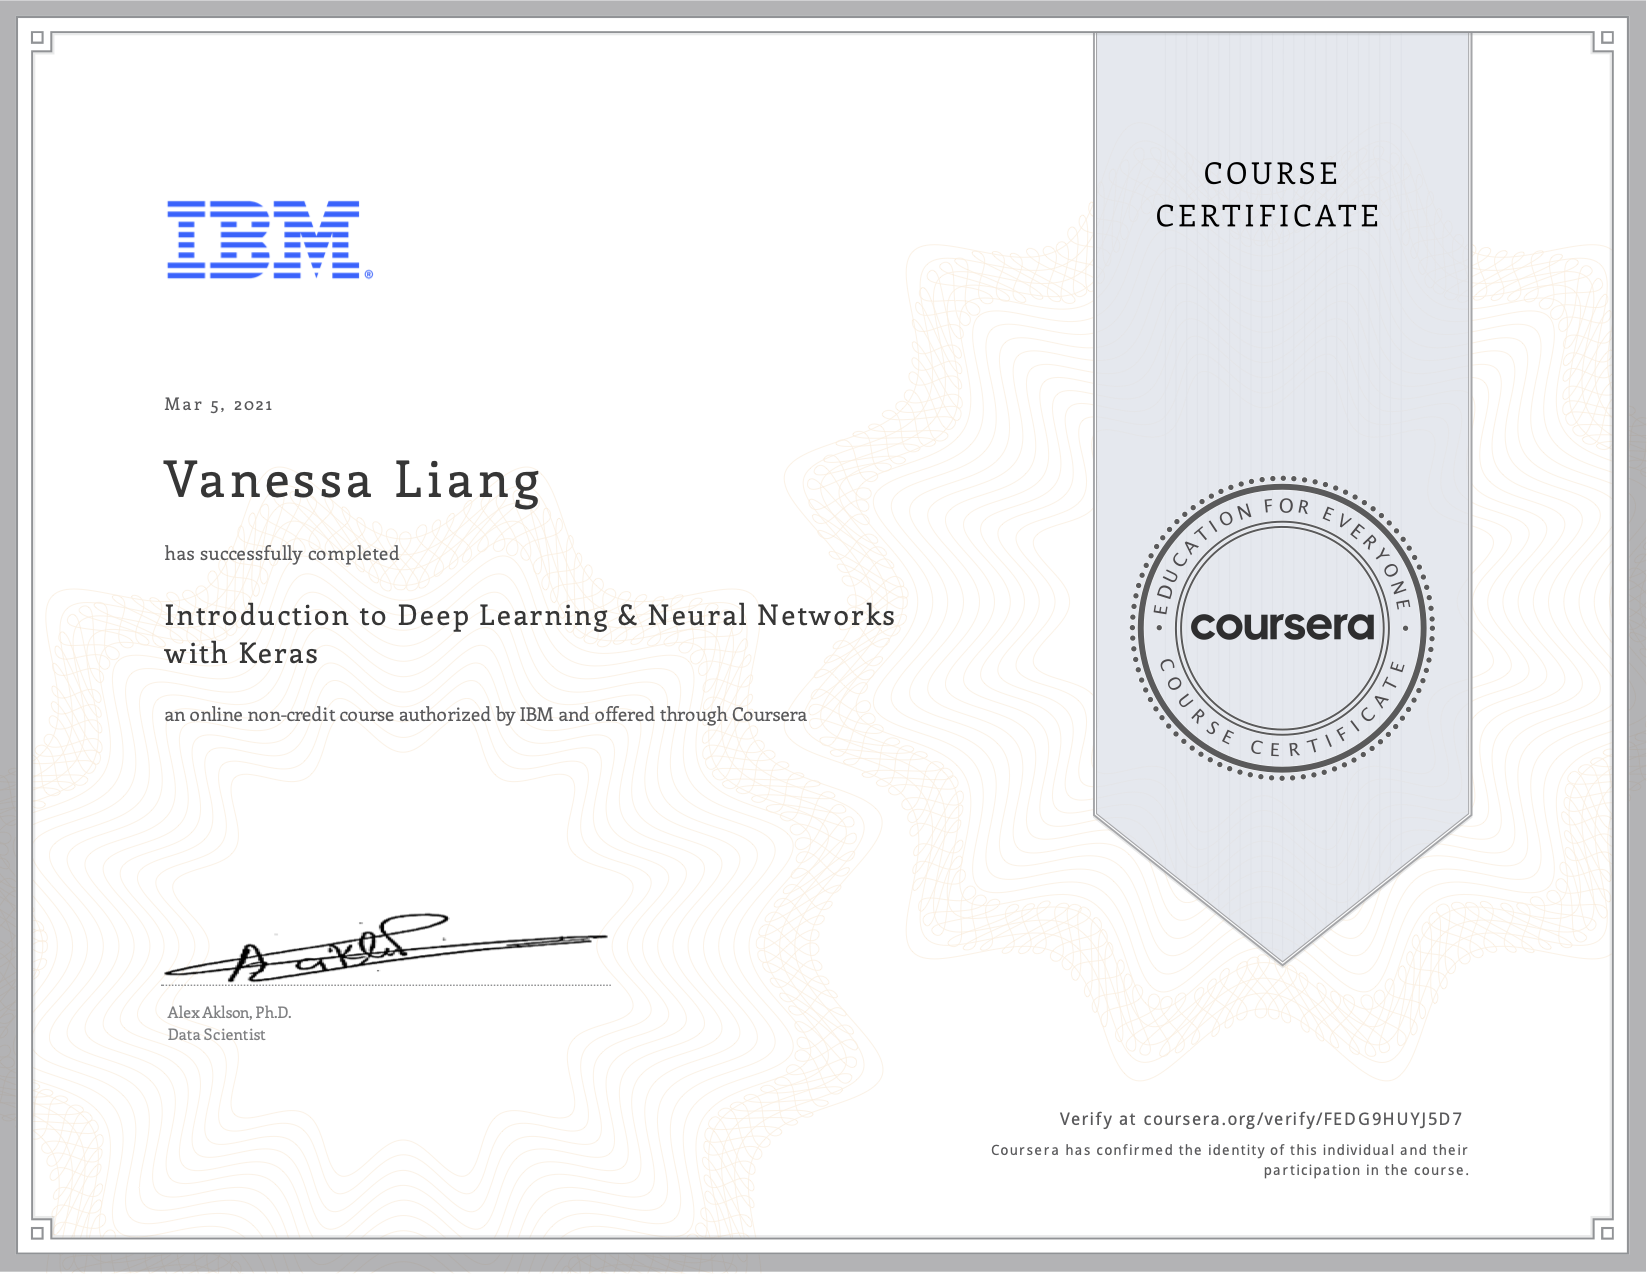 COURSE
CERTIFICATE
IBM®
Mar 5, 2021
Vanessa Liang
has successfully completed
Introduction to Deep Learning & Neural Networks
with Keras
an online non-credit course authorized by IBM and offered through Coursera
EDUCATION FOR EVERYONE
coursera
COURSE CERTIFICATE
Alex Aklson, Ph.D.
Data Scientist
Verify at coursera.org/verify/FEDG9HUYJ5D7
Coursera has confirmed the identity of this individual and their
participation in the course.